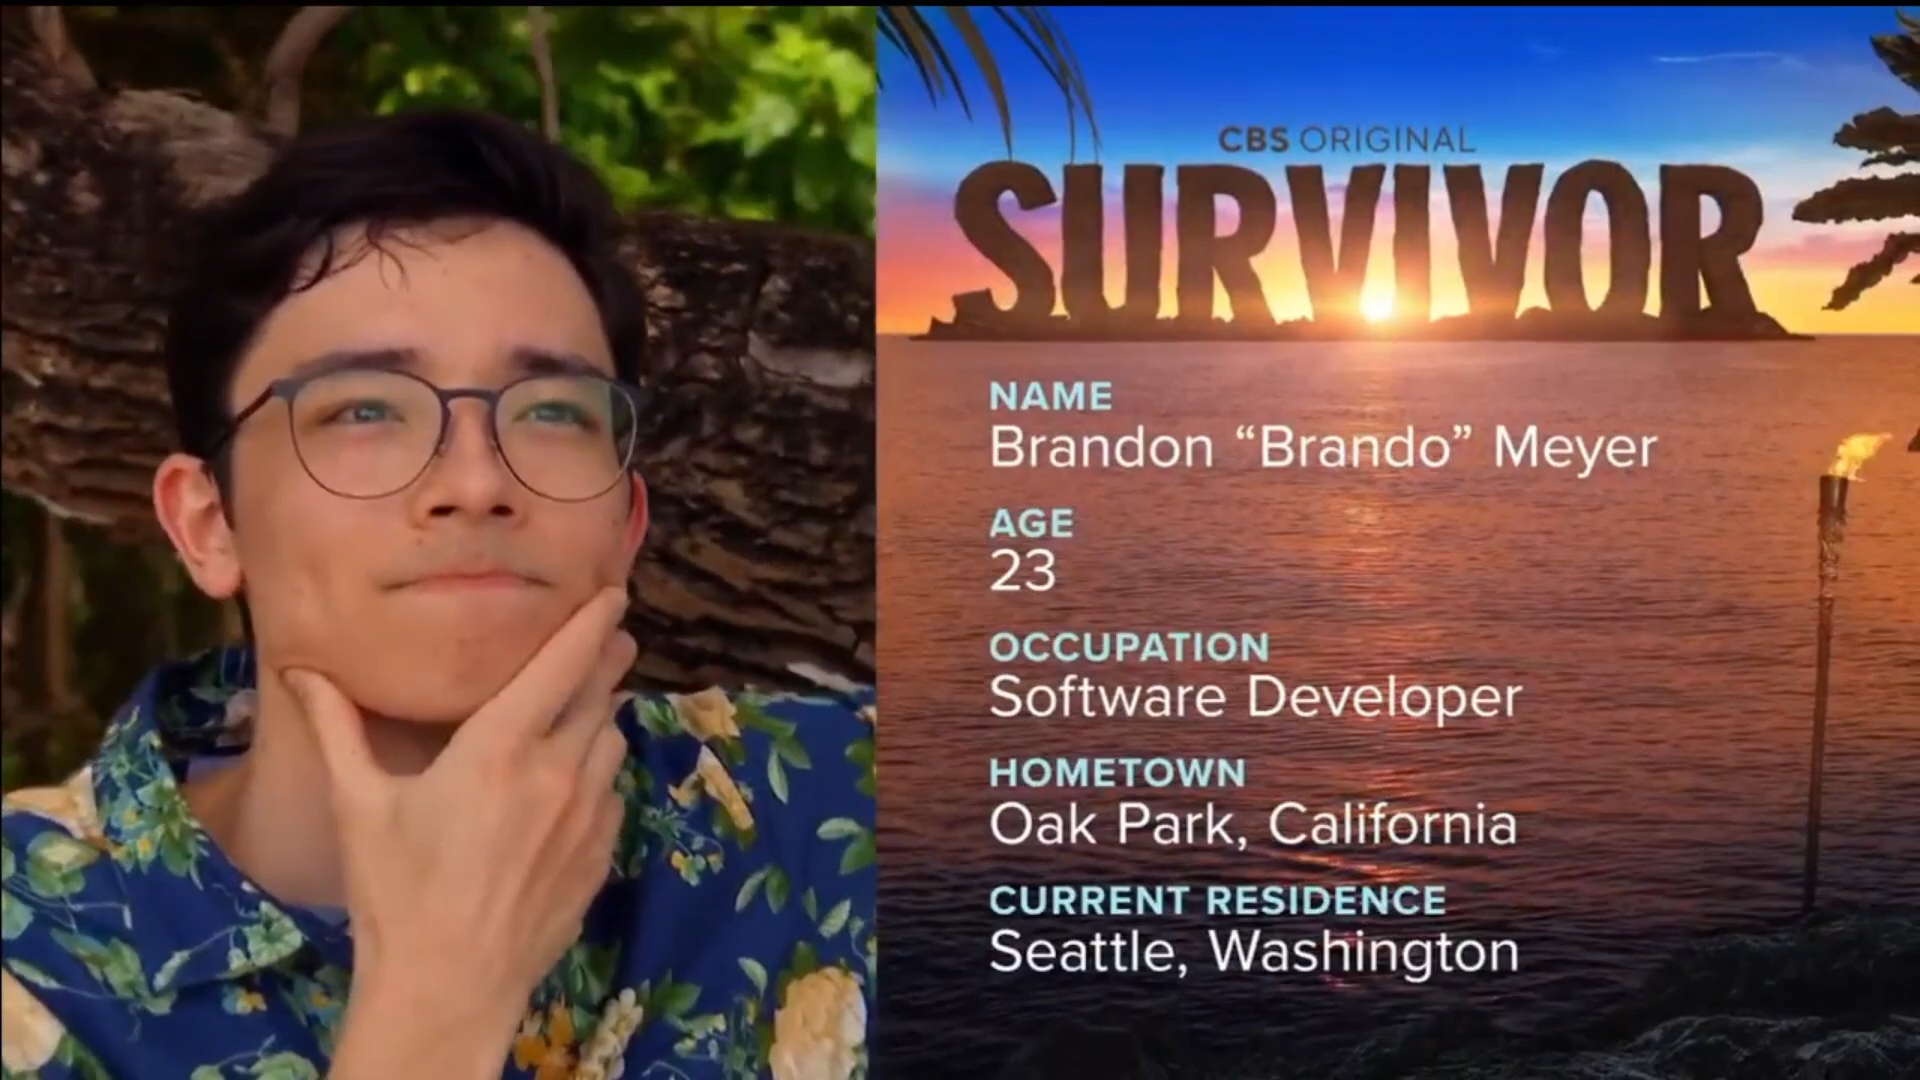 CBS ORIGINAL
SURVIVOR
NAME
Brandon “Brando” Meyer
AGE
23
OCCUPATION
Software Developer
HOMETOWN
Oak Park, California
CURRENT RESIDENCE
Seattle, Washington